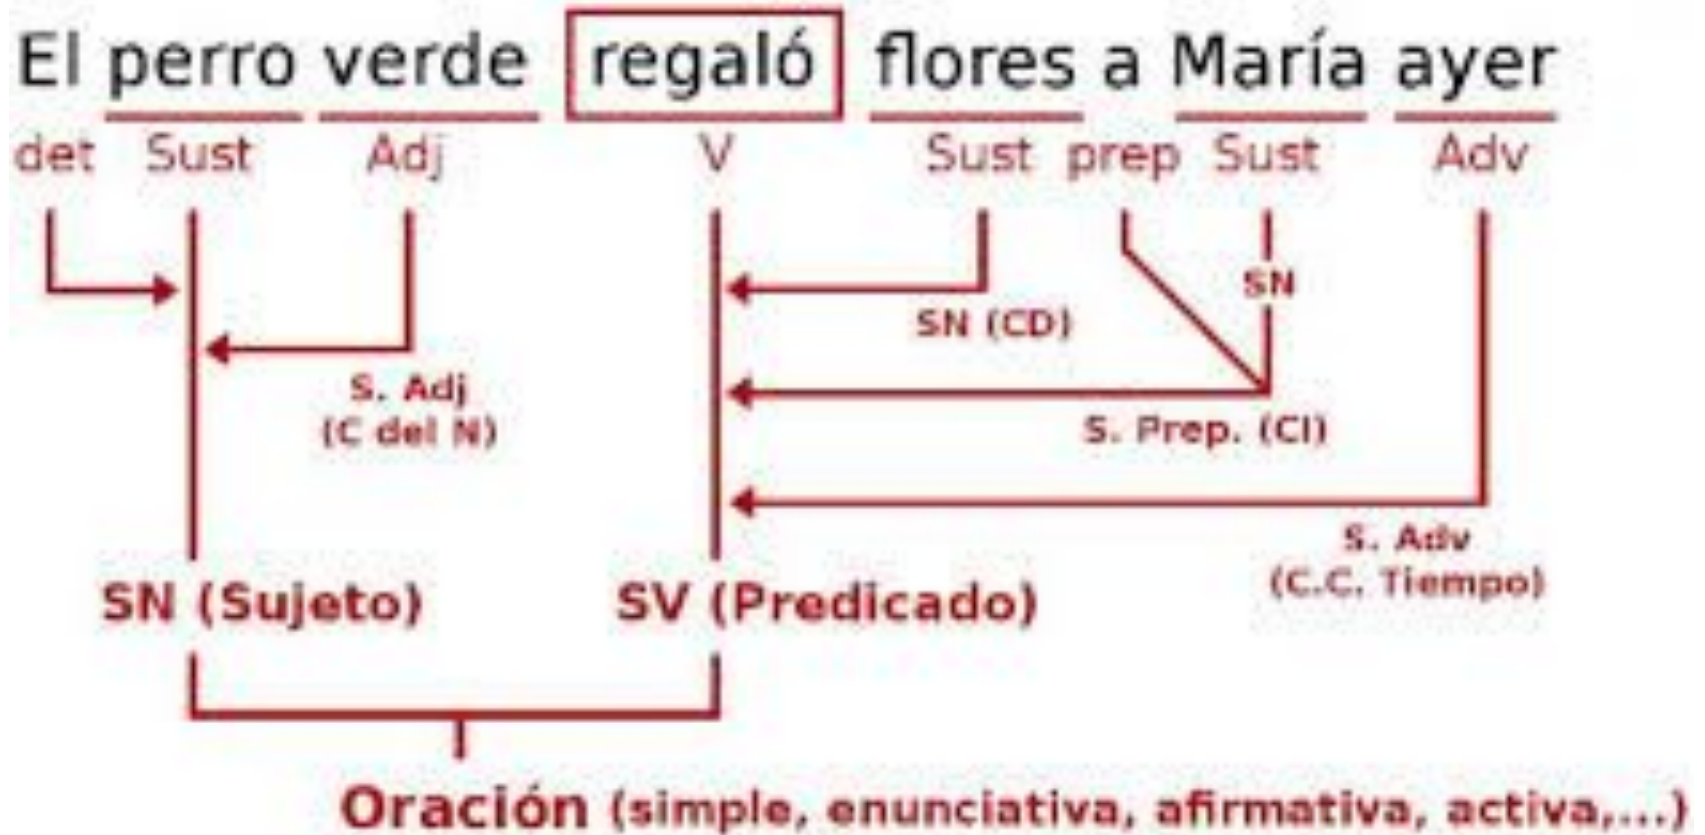 El perro verde regaló flores a María ayer
det Sust Adj V Sust prep Sust Adv
SN
SN (CD)
S. Adj
(C del N)
S. Prep. (CI)
S. Adv
(C.C. Tiempo)
SN (Sujeto) SV (Predicado)
Oración (simple, enunciativa, afirmativa, activa,...)